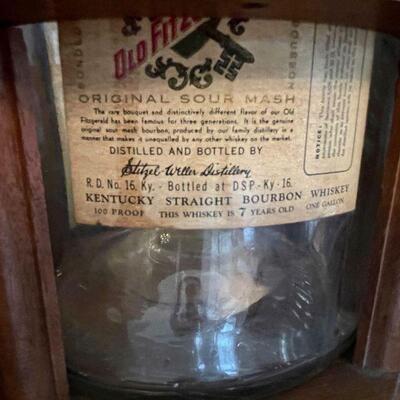 BONDED
BOURBON
OLD FITZ
ORIGINAL SOUR MASH
The rare bouquet and distinctively different flavor of our Old
Fitzgerald has been famous for three generations. It is the genuine
original sour mash bourbon, produced by our family distillery in a
manner that makes it unequalled by any other whiskey on the market.
DISTILLED AND BOTTLED BY
Stitzel-Weller Distillery
R. D. No. 16, Ky. - Bottled at DSP-Ky-16.
KENTUCKY STRAIGHT BOURBON WHISKEY
100 PROOF THIS WHISKEY IS 7 YEARS OLD ONE GALLON
NOTICE: